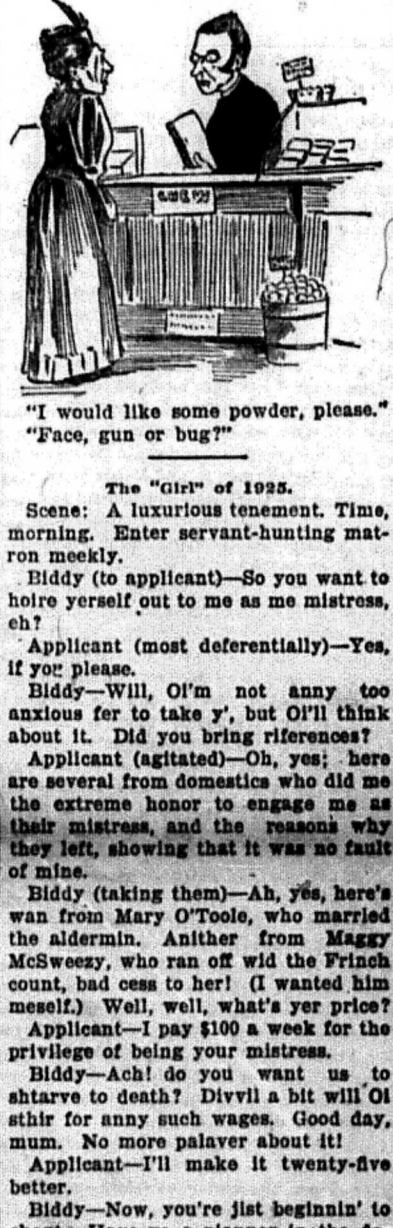 "I would like some powder, please."
"Face, gun or bug?"
The "Girl" of 1925.
Scene: A luxurious tenement. Time,
morning. Enter servant-hunting mat-
ron meekly.
Biddy (to applicant)—So you want to
hoire yerself out to me as me mistress,
eh?
Applicant (most deferentially)—Yes,
if you please.
Biddy—Will, Oi'm not anny too
anxious fer to take y', but Oi'll think
about it. Did you bring riferences?
Applicant (agitated)—Oh, yes; here
are several from domestics who did me
the extreme honor to engage me as
their mistress, and the reasons why
they left, showing that it was no fault
of mine.
Biddy (taking them)—Ah, yes, here's
wan from Mary O'Toole, who married
the aldermin. Anither from Maggy
McSweezy, who ran off wid the Frinch
count, bad cess to her! (I wanted him
meself.) Well, well, what's yer price?
Applicant—I pay $100 a week for the
privilege of being your mistress.
Biddy—Ach! do you want us to
shtarve to death? Divvil a bit will Oi
sthir for anny such wages. Good day,
mum. No more palaver about it!
Applicant—I'll make it twenty-five
better.
Biddy—Now, you're jist beginnin' to